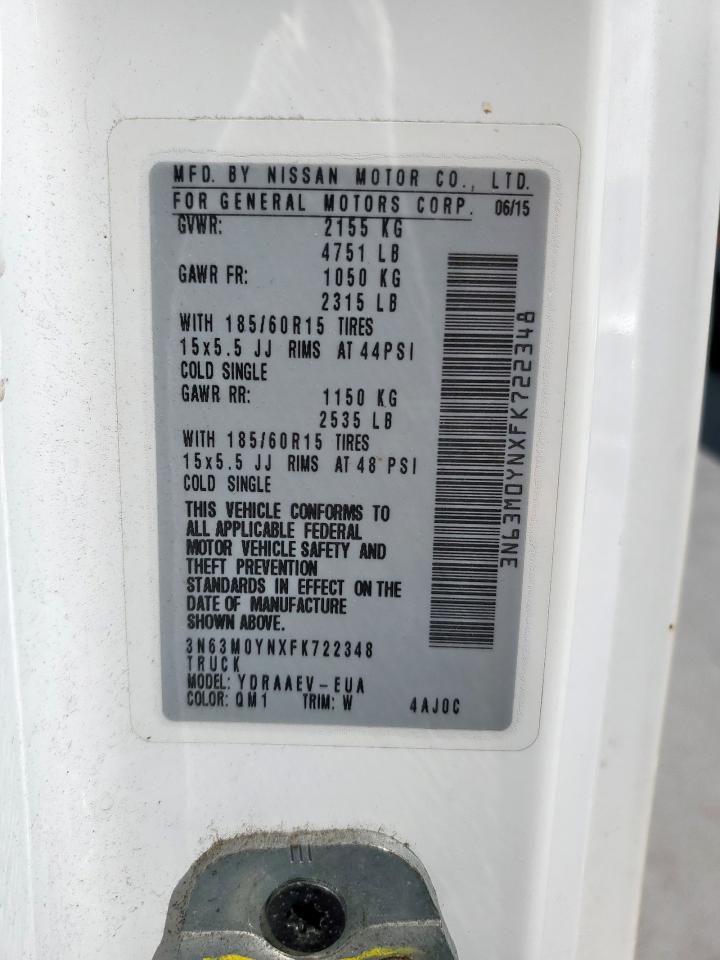 MFD. BY NISSAN MOTOR CO., LTD.
FOR GENERAL MOTORS CORP. 06/15
GVWR: 2155 KG
4751 LB
GAWR FR: 1050 KG
2315 LB
WITH 185/60R15 TIRES
15x5.5 JJ RIMS AT 44PSI
COLD SINGLE
GAWR RR: 1150 KG
2535 LB
WITH 185/60R15 TIRES
15x5.5 JJ RIMS AT 48 PSI
COLD SINGLE
THIS VEHICLE CONFORMS TO
ALL APPLICABLE FEDERAL
MOTOR VEHICLE SAFETY AND
THEFT PREVENTION
STANDARDS IN EFFECT ON THE
DATE OF MANUFACTURE
SHOWN ABOVE.
3N63M0YNXFK722348
TRUCK
MODEL: YDRAAEV-EUA
COLOR: QM1 TRIM: W 4AJ0C
3N63M0YNXFK722348